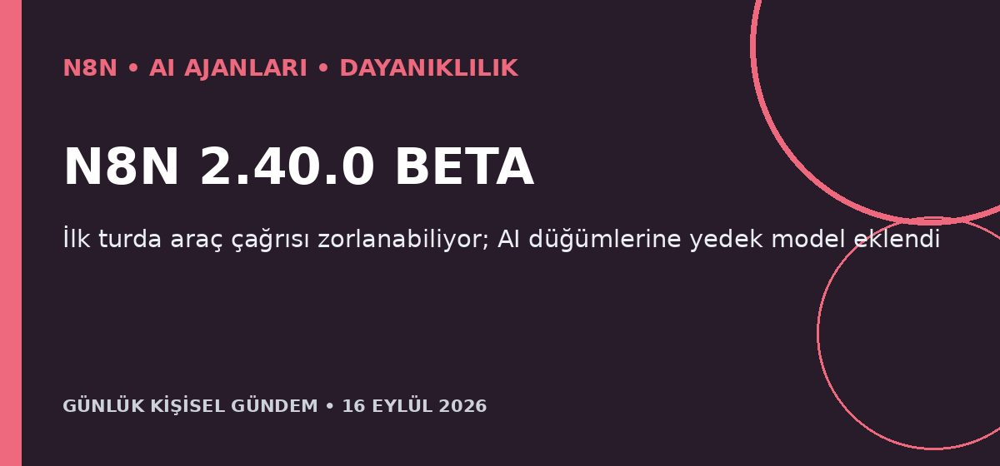 N8N • AI AJANLARI • DAYANIKLILIK
N8N 2.40.0 BETA
İlk turda araç çağrısı zorlanabiliyor; AI düğümlerine yedek model eklendi
GÜNLÜK KİŞİSEL GÜNDEM • 16 EYLÜL 2026